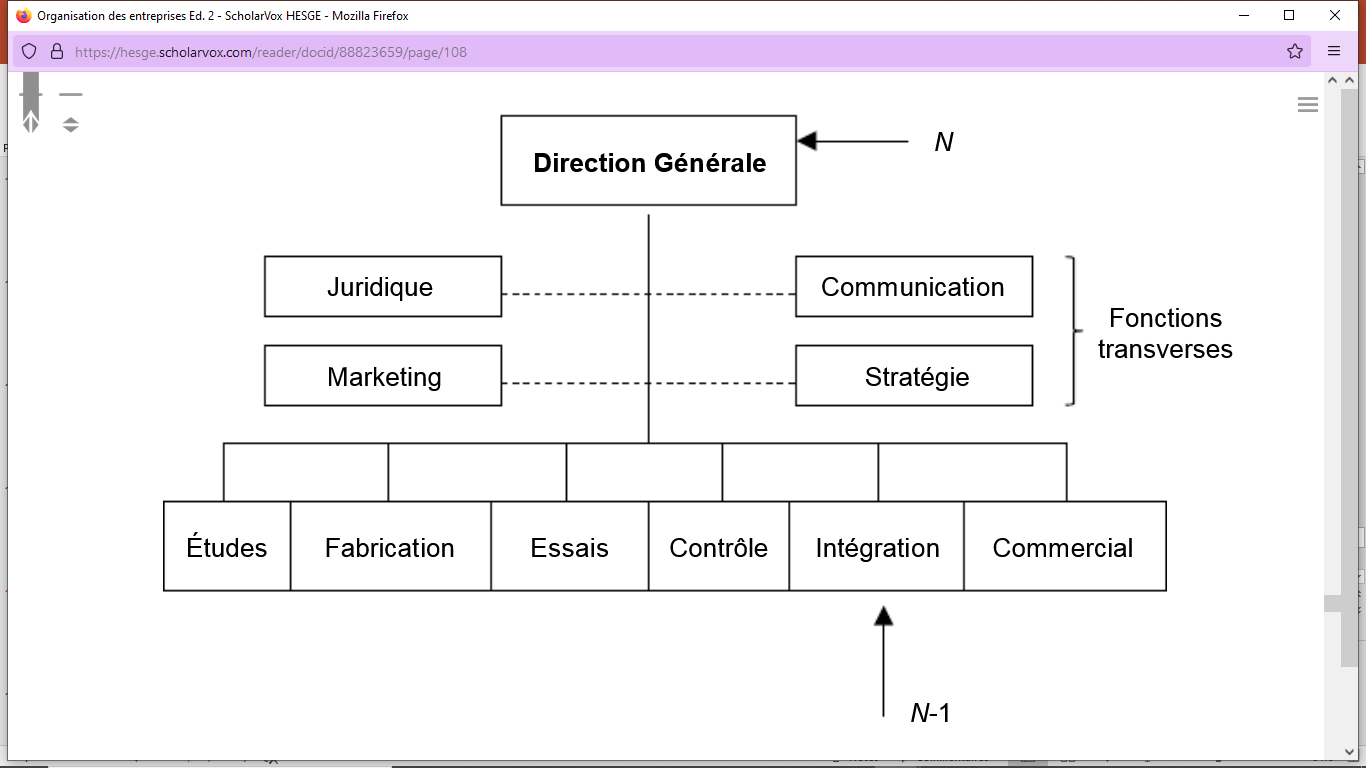 Organisation des entreprises Ed. 2 - ScholarVox HESGE - Mozilla Firefox
https://hesge.scholarvox.com/reader/docid/88823659/page/108
Direction Générale
N
Juridique
Communication
Fonctions
transverses
Marketing
Stratégie
Études
Fabrication
Essais
Contrôle
Intégration
Commercial
N-1